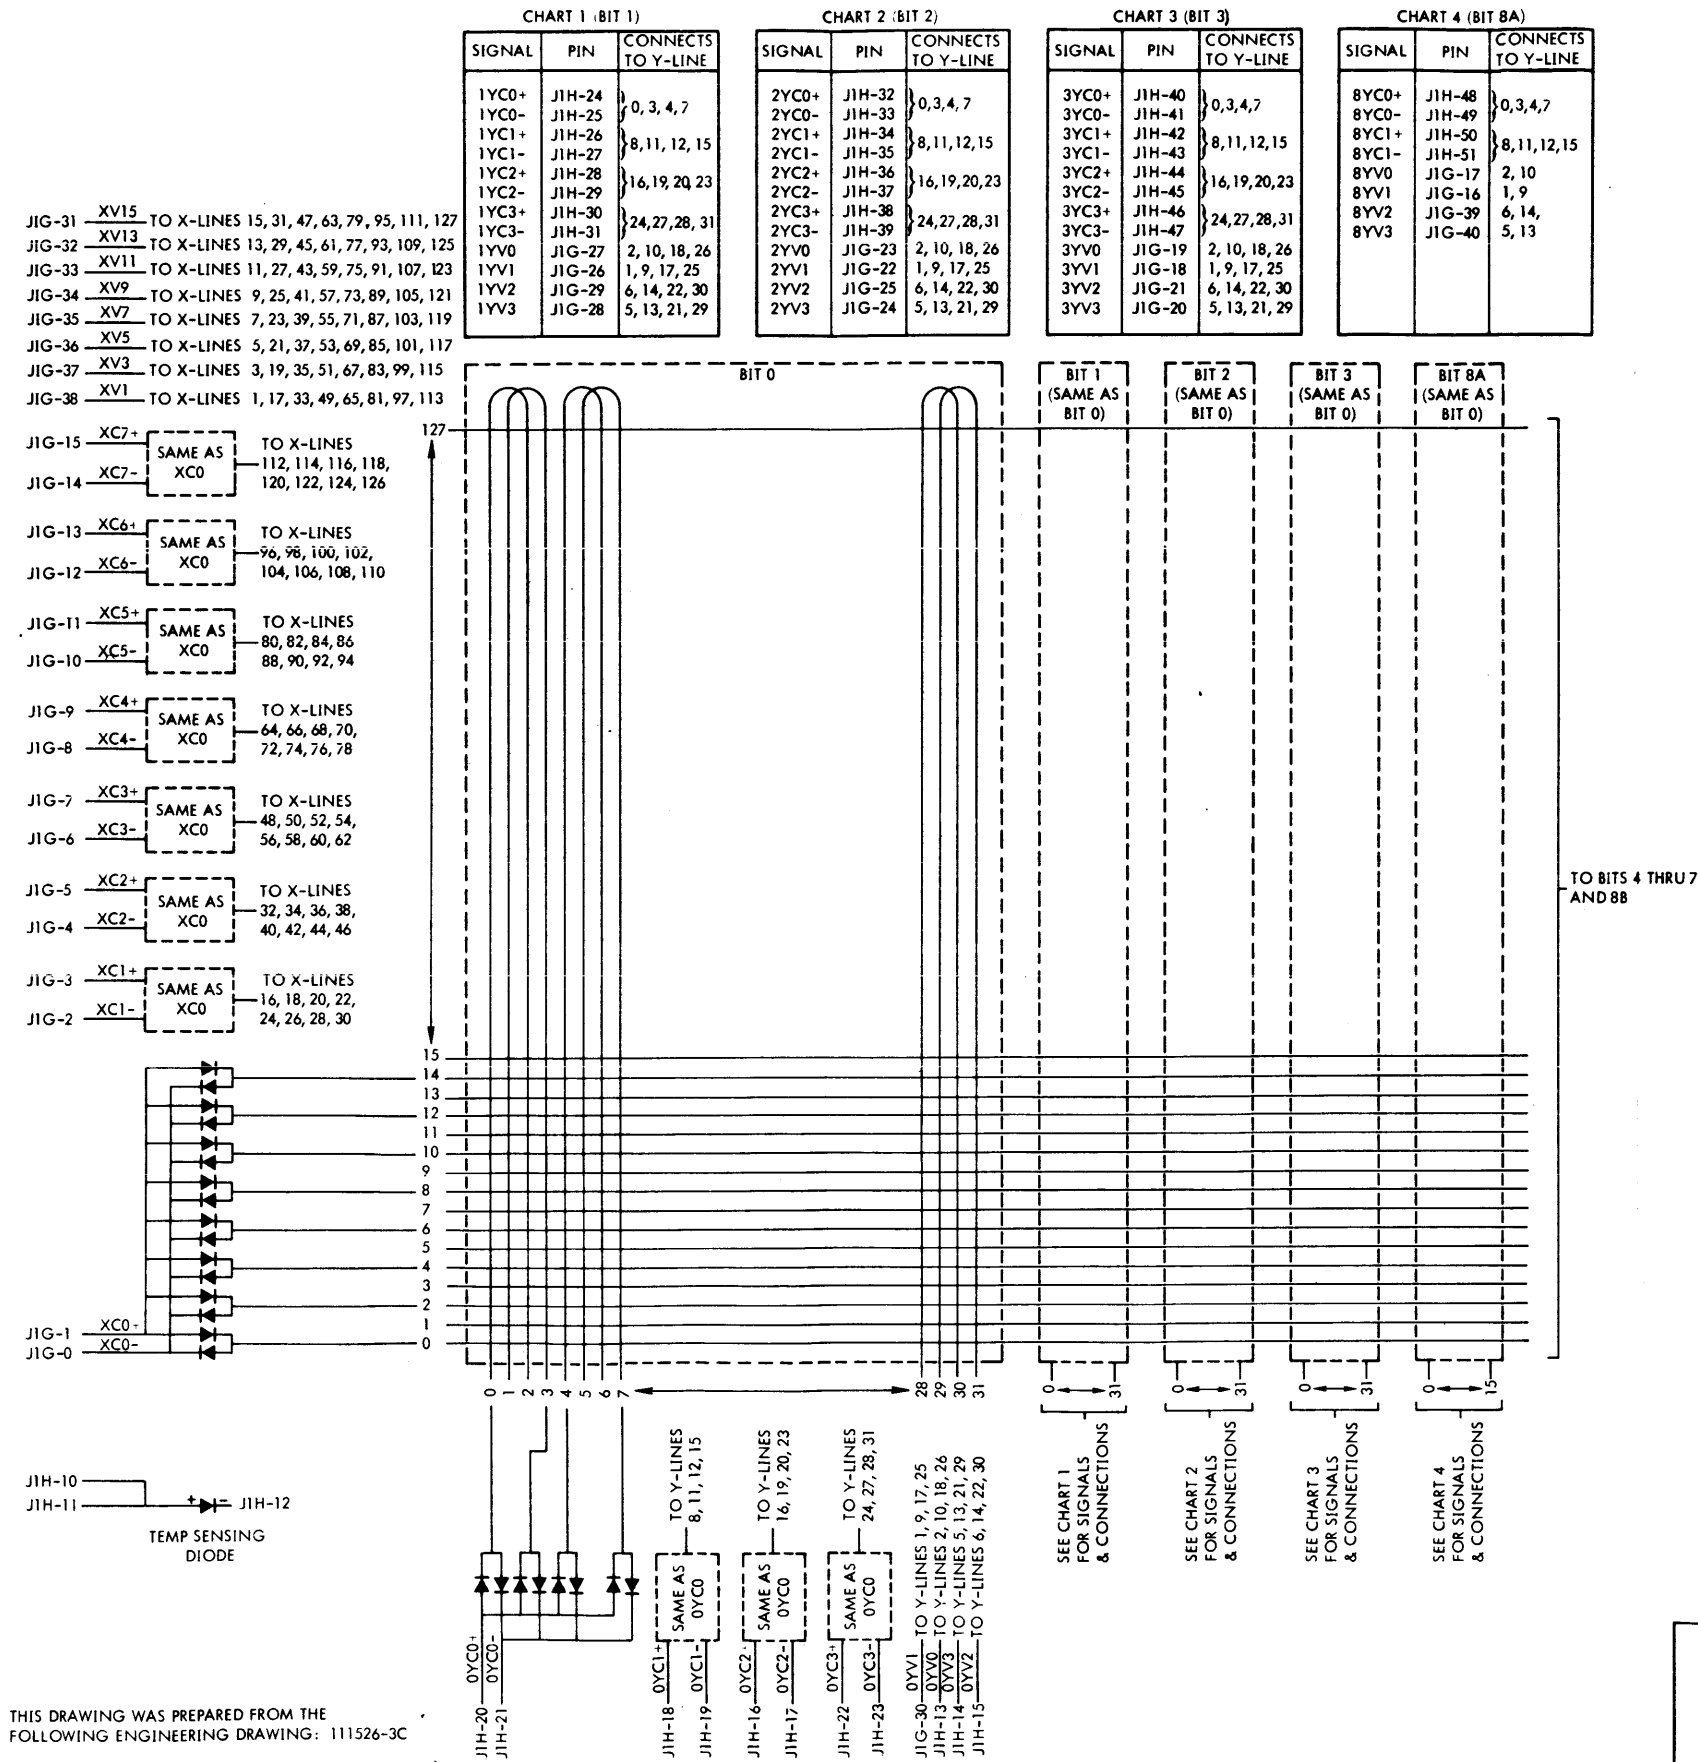 CHART 1 (BIT 1)
SIGNAL PIN CONNECTS TO Y-LINE
1YC0+ J1H-24
1YC0- J1H-25 0, 3, 4, 7
1YC1+ J1H-26
1YC1- J1H-27 8, 11, 12, 15
1YC2+ J1H-28
1YC2- J1H-29 16, 19, 20, 23
1YC3+ J1H-30
1YC3- J1H-31 24, 27, 28, 31
1YV0 J1G-27 2, 10, 18, 26
1YV1 J1G-26 1, 9, 17, 25
1YV2 J1G-29 6, 14, 22, 30
1YV3 J1G-28 5, 13, 21, 29
CHART 2 (BIT 2)
SIGNAL PIN CONNECTS TO Y-LINE
2YC0+ J1H-32
2YC0- J1H-33 0,3,4,7
2YC1+ J1H-34
2YC1- J1H-35 8, 11, 12, 15
2YC2+ J1H-36
2YC2- J1H-37 16,19,20,23
2YC3+ J1H-38
2YC3- J1H-39 24,27,28,31
2YV0 J1G-23 2, 10, 18, 26
2YV1 J1G-22 1, 9, 17, 25
2YV2 J1G-25 6, 14, 22, 30
2YV3 J1G-24 5, 13, 21, 29
CHART 3 (BIT 3)
SIGNAL PIN CONNECTS TO Y-LINE
3YC0+ J1H-40
3YC0- J1H-41 0,3,4,7
3YC1+ J1H-42
3YC1- J1H-43 8, 11, 12, 15
3YC2+ J1H-44
3YC2- J1H-45 16,19,20,23
3YC3+ J1H-46
3YC3- J1H-47 24,27,28,31
3YV0 J1G-19 2, 10, 18, 26
3YV1 J1G-18 1, 9, 17, 25
3YV2 J1G-21 6, 14, 22, 30
3YV3 J1G-20 5, 13, 21, 29
CHART 4 (BIT 8A)
SIGNAL PIN CONNECTS TO Y-LINE
8YC0+ J1H-48
8YC0- J1H-49 0,3,4,7
8YC1+ J1H-50
8YC1- J1H-51 8, 11, 12, 15
8YV0 J1G-17 2, 10
8YV1 J1G-16 1, 9
8YV2 J1G-39 6, 14,
8YV3 J1G-40 5, 13
J1G-31 XV15 TO X-LINES 15, 31, 47, 63, 79, 95, 111, 127
J1G-32 XV13 TO X-LINES 13, 29, 45, 61, 77, 93, 109, 125
J1G-33 XV11 TO X-LINES 11, 27, 43, 59, 75, 91, 107, 123
J1G-34 XV9 TO X-LINES 9, 25, 41, 57, 73, 89, 105, 121
J1G-35 XV7 TO X-LINES 7, 23, 39, 55, 71, 87, 103, 119
J1G-36 XV5 TO X-LINES 5, 21, 37, 53, 69, 85, 101, 117
J1G-37 XV3 TO X-LINES 3, 19, 35, 51, 67, 83, 99, 115
J1G-38 XV1 TO X-LINES 1, 17, 33, 49, 65, 81, 97, 113
J1G-15 XC7+
J1G-14 XC7-
SAME AS
XC0
TO X-LINES
112, 114, 116, 118,
120, 122, 124, 126
J1G-13 XC6+
J1G-12 XC6-
SAME AS
XC0
TO X-LINES
96, 98, 100, 102,
104, 106, 108, 110
J1G-11 XC5+
J1G-10 XC5-
SAME AS
XC0
TO X-LINES
80, 82, 84, 86
88, 90, 92, 94
J1G-9 XC4+
J1G-8 XC4-
SAME AS
XC0
TO X-LINES
64, 66, 68, 70,
72, 74, 76, 78
J1G-7 XC3+
J1G-6 XC3-
SAME AS
XC0
TO X-LINES
48, 50, 52, 54,
56, 58, 60, 62
J1G-5 XC2+
J1G-4 XC2-
SAME AS
XC0
TO X-LINES
32, 34, 36, 38,
40, 42, 44, 46
J1G-3 XC1+
J1G-2 XC1-
SAME AS
XC0
TO X-LINES
16, 18, 20, 22,
24, 26, 28, 30
J1G-1 XC0+
J1G-0 XC0-
BIT 0
BIT 1
(SAME AS
BIT 0)
BIT 2
(SAME AS
BIT 0)
BIT 3
(SAME AS
BIT 0)
BIT 8A
(SAME AS
BIT 0)
127
15
14
13
12
11
10
9
8
7
6
5
4
3
2
1
0
TO BITS 4 THRU 7
AND 8B
0 1 2 3 4 5 6 7 28 29 30 31
0 31
0 31
0 31
0 15
SEE CHART 1
FOR SIGNALS
& CONNECTIONS
SEE CHART 2
FOR SIGNALS
& CONNECTIONS
SEE CHART 3
FOR SIGNALS
& CONNECTIONS
SEE CHART 4
FOR SIGNALS
& CONNECTIONS
J1H-10
J1H-11
+ - J1H-12
TEMP SENSING
DIODE
J1H-20 0YC0+
J1H-21 0YC0-
TO Y-LINES
8, 11, 12, 15
SAME AS
0YC0
J1H-18 0YC1+
J1H-19 0YC1-
TO Y-LINES
16, 19, 20, 23
SAME AS
0YC0
J1H-16 0YC2+
J1H-17 0YC2-
TO Y-LINES
24, 27, 28, 31
SAME AS
0YC0
J1H-22 0YC3+
J1H-23 0YC3-
J1G-30 0YV1 TO Y-LINES 1, 9, 17, 25
J1H-13 0YV0 TO Y-LINES 2, 10, 18, 26
J1H-14 0YV3 TO Y-LINES 5, 13, 21, 29
J1H-15 0YV2 TO Y-LINES 6, 14, 22, 30
THIS DRAWING WAS PREPARED FROM THE
FOLLOWING ENGINEERING DRAWING: 111526-3C